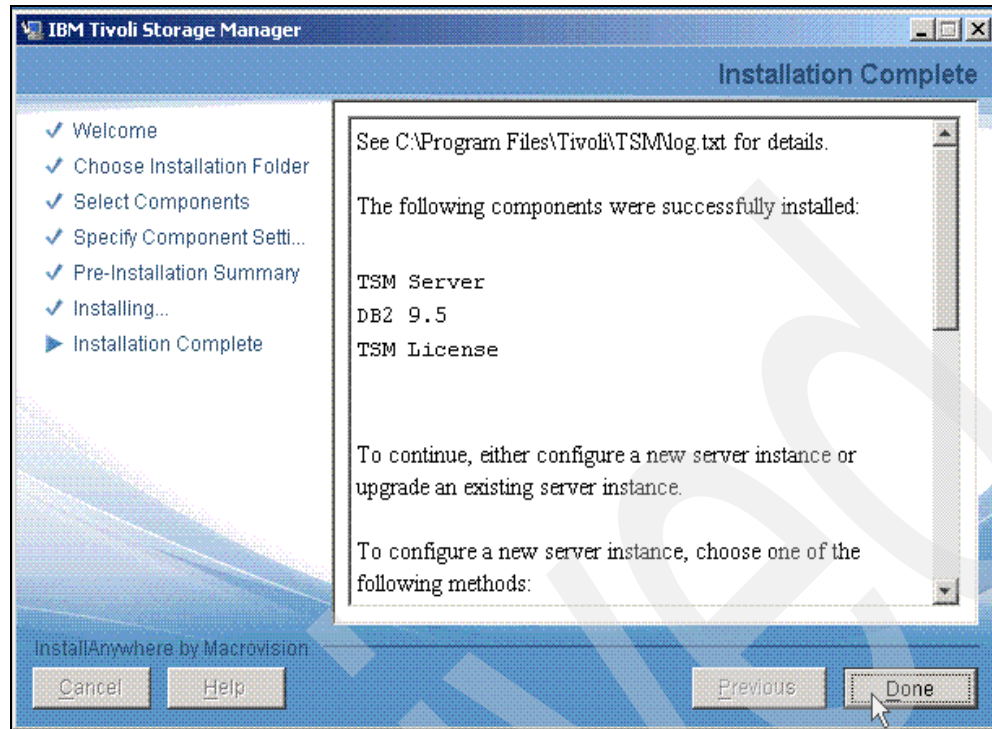 IBM Tivoli Storage Manager
Installation Complete
Welcome
Choose Installation Folder
Select Components
Specify Component Setti...
Pre-Installation Summary
Installing...
Installation Complete
See C:\Program Files\Tivoli\TSM\log.txt for details.
The following components were successfully installed:
TSM Server
DB2 9.5
TSM License
To continue, either configure a new server instance or
upgrade an existing server instance.
To configure a new server instance, choose one of the
following methods:
InstallAnywhere by Macrovision
Cancel
Help
Previous
Done